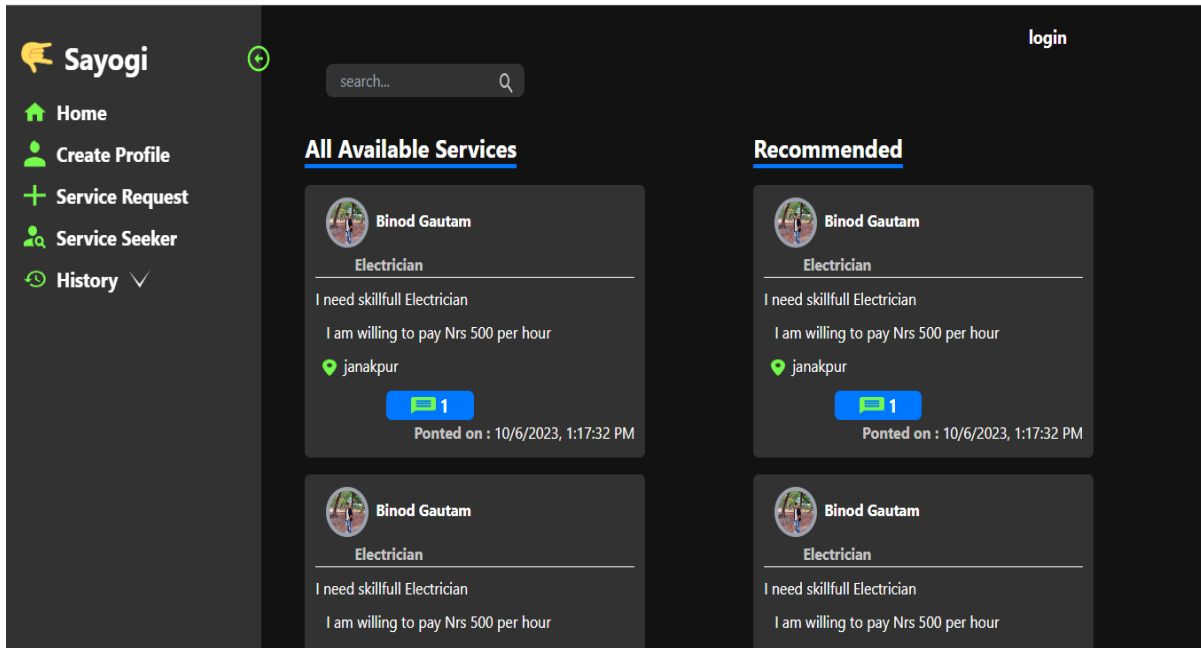 Sayogi
Home
Create Profile
Service Request
Service Seeker
History
login
search...
All Available Services
Binod Gautam
Electrician
I need skillfull Electrician
I am willing to pay Nrs 500 per hour
janakpur
1
Ponted on : 10/6/2023, 1:17:32 PM
Binod Gautam
Electrician
I need skillfull Electrician
I am willing to pay Nrs 500 per hour
Recommended
Binod Gautam
Electrician
I need skillfull Electrician
I am willing to pay Nrs 500 per hour
janakpur
1
Ponted on : 10/6/2023, 1:17:32 PM
Binod Gautam
Electrician
I need skillfull Electrician
I am willing to pay Nrs 500 per hour